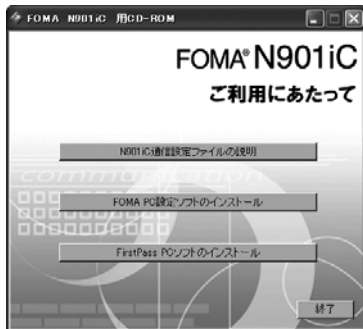 FOMA N901iC 用CD-ROM
FOMA® N901iC
ご利用にあたって
N901iC通信設定ファイルの説明
communication
FOMA PC設定ソフトのインストール
FirstPass PCソフトのインストール
終了